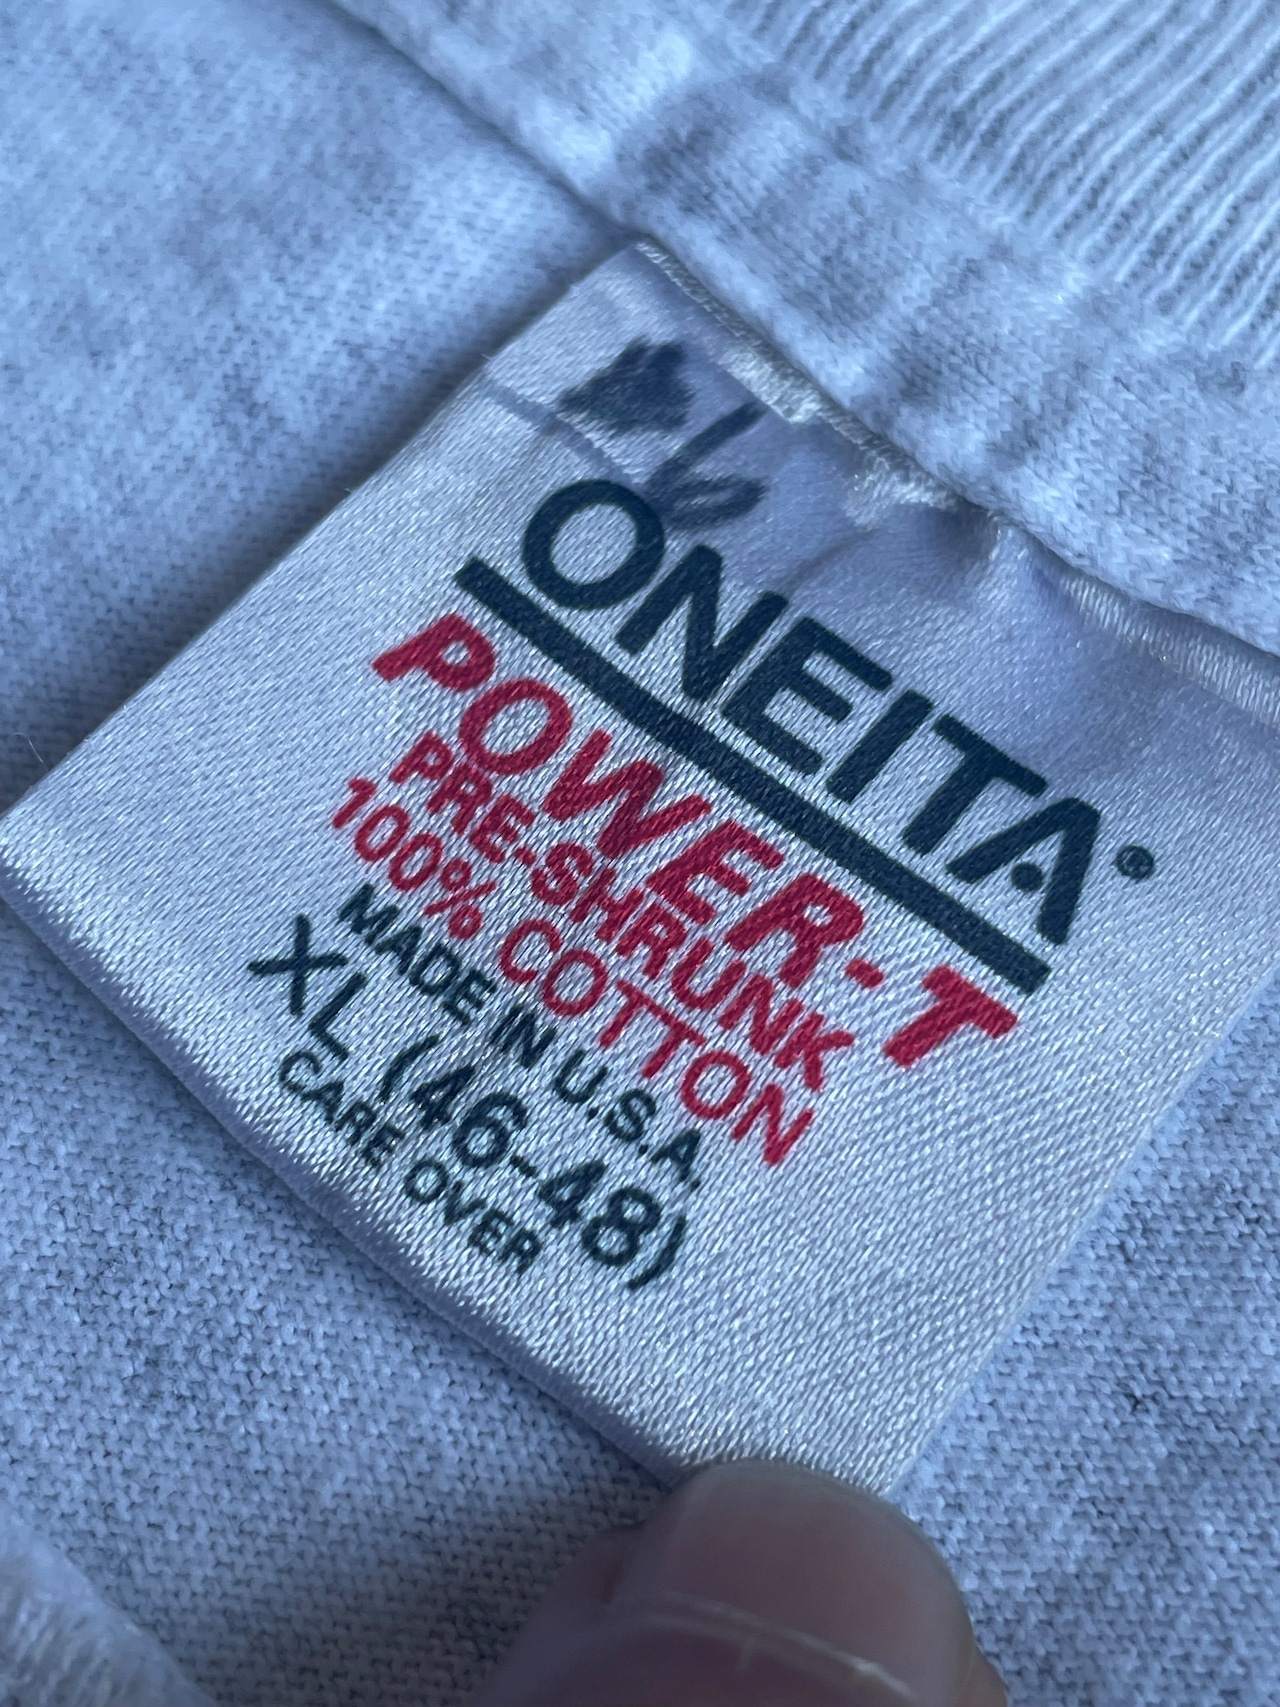 ONEITA®
POWER-T
PRE-SHRUNK
100% COTTON
MADE IN U.S.A.
XL (46-48)
CARE OVER